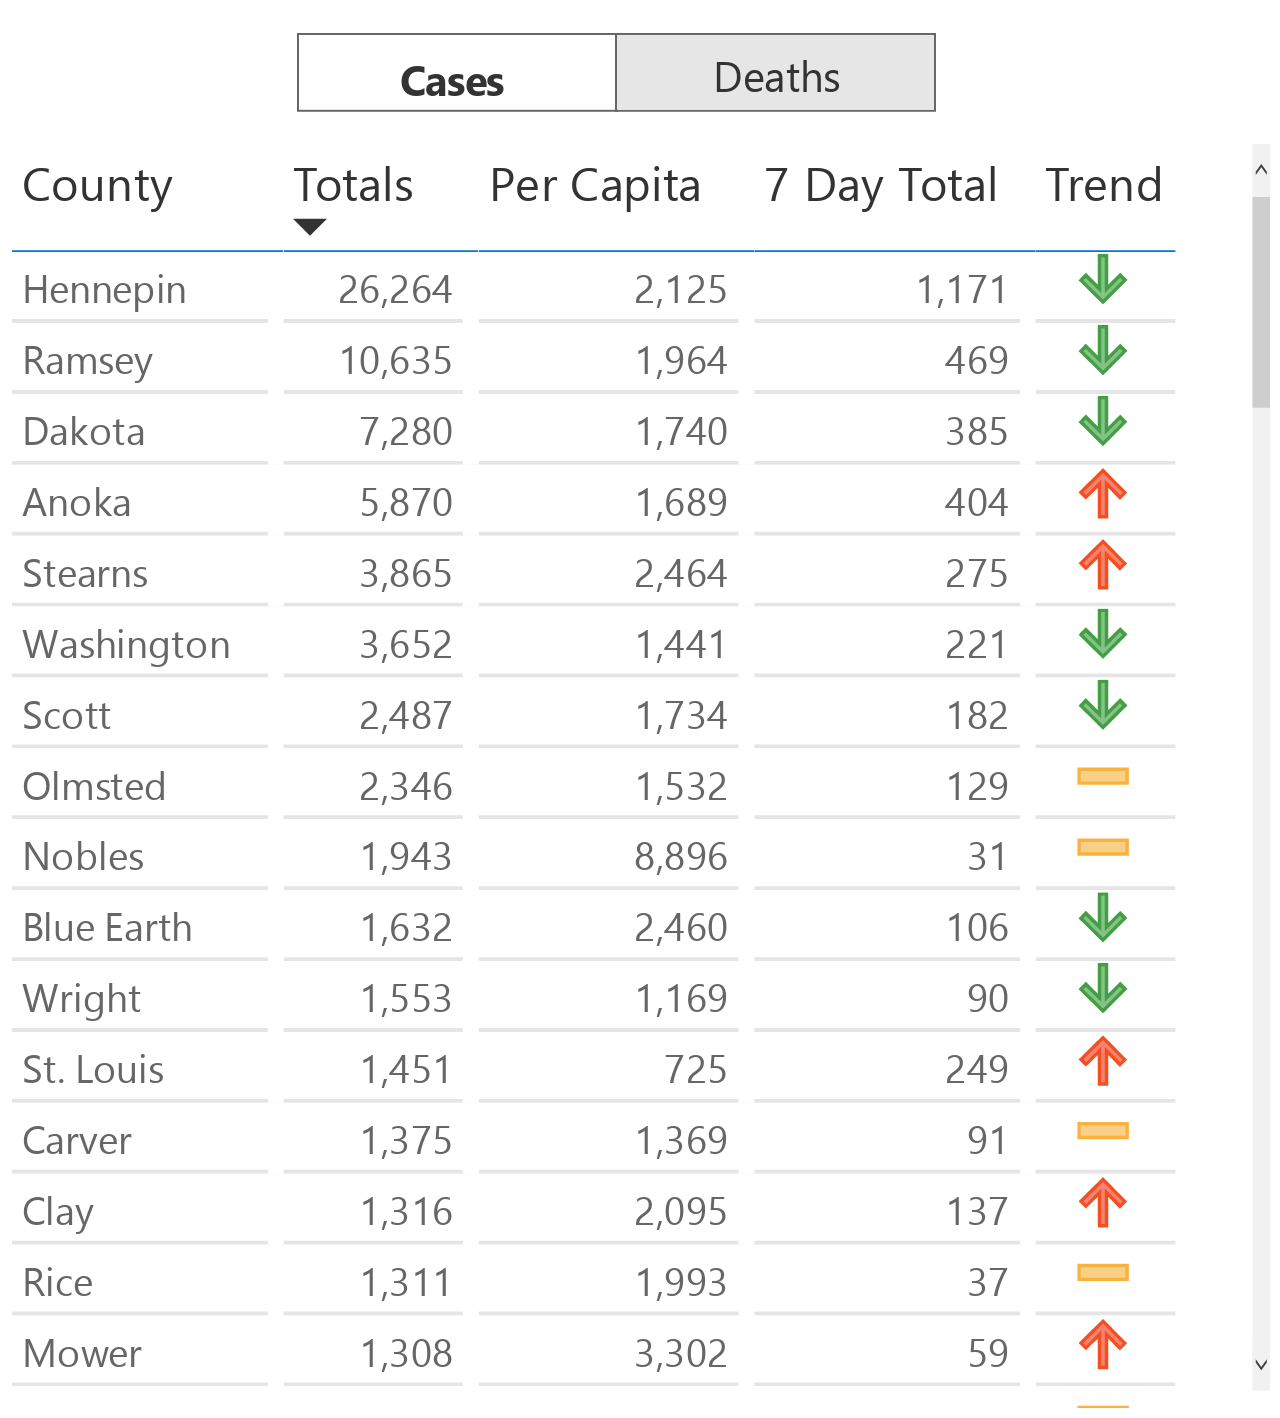 Cases Deaths
County Totals Per Capita 7 Day Total Trend
Hennepin 26,264 2,125 1,171
Ramsey 10,635 1,964 469
Dakota 7,280 1,740 385
Anoka 5,870 1,689 404
Stearns 3,865 2,464 275
Washington 3,652 1,441 221
Scott 2,487 1,734 182
Olmsted 2,346 1,532 129
Nobles 1,943 8,896 31
Blue Earth 1,632 2,460 106
Wright 1,553 1,169 90
St. Louis 1,451 725 249
Carver 1,375 1,369 91
Clay 1,316 2,095 137
Rice 1,311 1,993 37
Mower 1,308 3,302 59